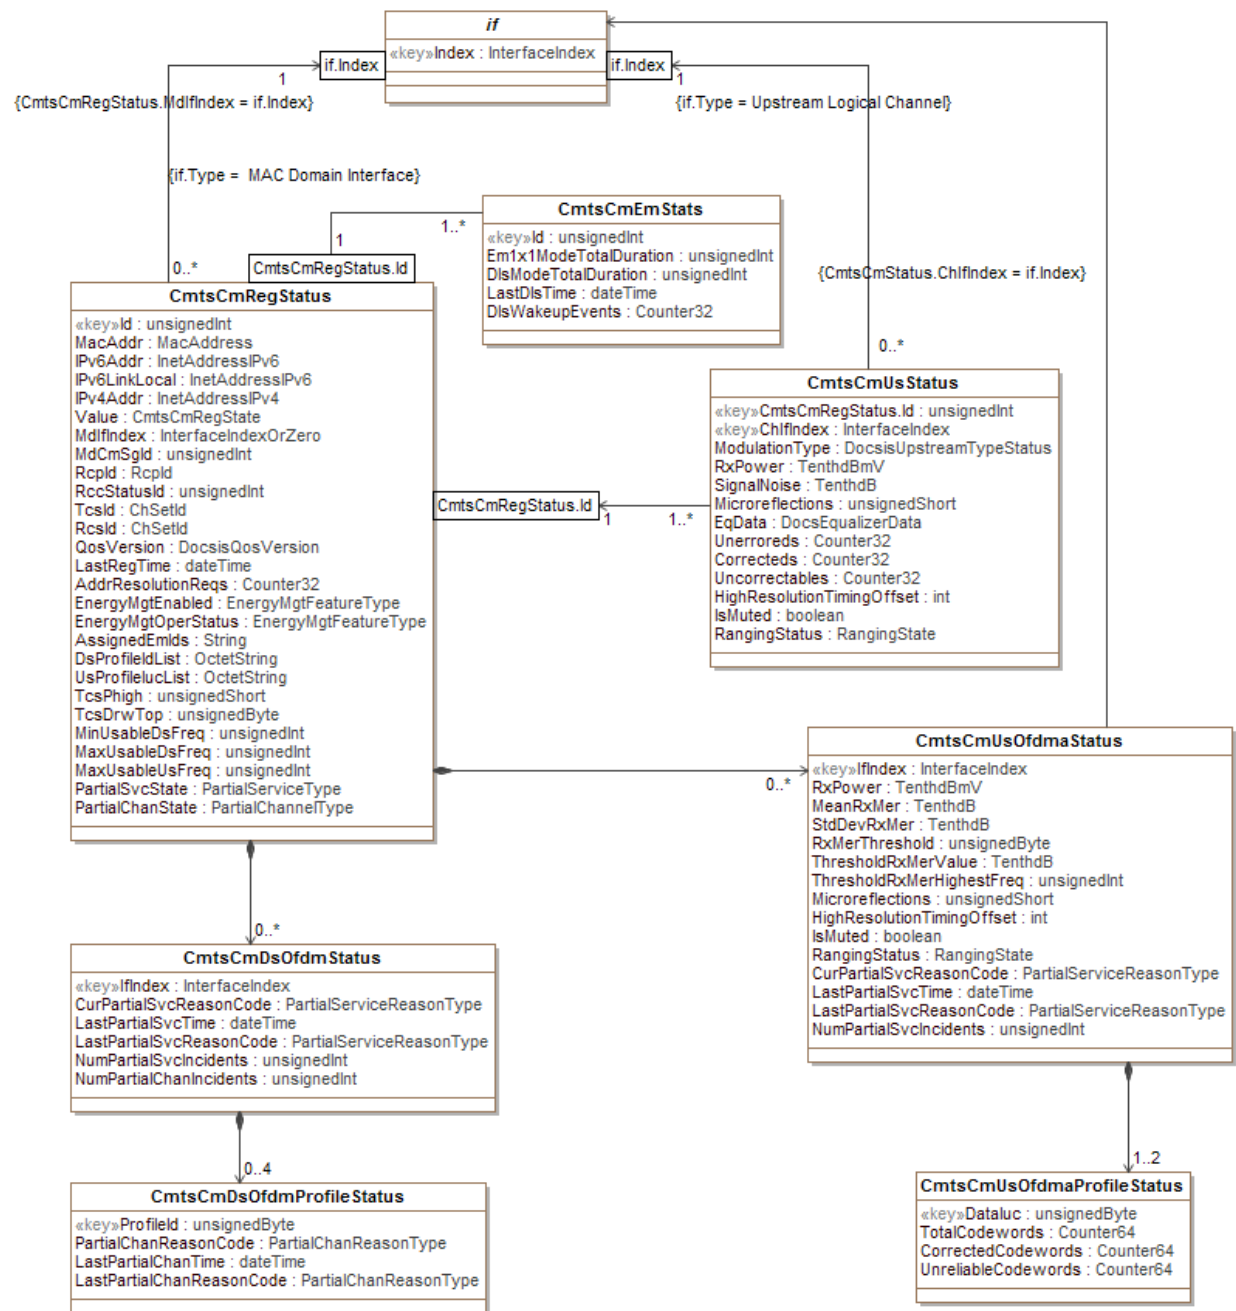 if
«key»Index : InterfaceIndex
if.Index
if.Index
1
1
{CmtsCmRegStatus.MdIfIndex = if.Index}
{if.Type = Upstream Logical Channel}
{if.Type =  MAC Domain Interface}
CmtsCmEmStats
«key»Id : unsignedInt
Em1x1ModeTotalDuration : unsignedInt
DlsModeTotalDuration : unsignedInt
LastDlsTime : dateTime
DlsWakeupEvents : Counter32
1..*
1
CmtsCmRegStatus.Id
0..*
{CmtsCmStatus.ChIfIndex = if.Index}
0..*
CmtsCmRegStatus
«key»Id : unsignedInt
MacAddr : MacAddress
IPv6Addr : InetAddressIPv6
IPv6LinkLocal : InetAddressIPv6
IPv4Addr : InetAddressIPv4
Value : CmtsCmRegState
MdIfIndex : InterfaceIndexOrZero
MdCmSgId : unsignedInt
RcpId : RcpId
RccStatusId : unsignedInt
TcsId : ChSetId
RcsId : ChSetId
QosVersion : DocsisQosVersion
LastRegTime : dateTime
AddrResolutionReqs : Counter32
EnergyMgtEnabled : EnergyMgtFeatureType
EnergyMgtOperStatus : EnergyMgtFeatureType
AssignedEmIds : String
DsProfileIdList : OctetString
UsProfileIucList : OctetString
TcsPhigh : unsignedShort
TcsDrwTop : unsignedByte
MinUsableDsFreq : unsignedInt
MaxUsableDsFreq : unsignedInt
MaxUsableUsFreq : unsignedInt
PartialSvcState : PartialServiceType
PartialChanState : PartialChannelType
CmtsCmUsStatus
«key»CmtsCmRegStatus.Id : unsignedInt
«key»ChIfIndex : InterfaceIndex
ModulationType : DocsisUpstreamTypeStatus
RxPower : TenthdBmV
SignalNoise : TenthdB
Microreflections : unsignedShort
EqData : DocsEqualizerData
Unerroreds : Counter32
Correcteds : Counter32
Uncorrectables : Counter32
HighResolutionTimingOffset : int
IsMuted : boolean
RangingStatus : RangingState
CmtsCmRegStatus.Id
1
1..*
CmtsCmUsOfdmaStatus
«key»IfIndex : InterfaceIndex
RxPower : TenthdBmV
MeanRxMer : TenthdB
StdDevRxMer : TenthdB
RxMerThreshold : unsignedByte
ThresholdRxMerValue : TenthdB
ThresholdRxMerHighestFreq : unsignedInt
Microreflections : unsignedShort
HighResolutionTimingOffset : int
IsMuted : boolean
RangingStatus : RangingState
CurPartialSvcReasonCode : PartialServiceReasonType
LastPartialSvcTime : dateTime
LastPartialSvcReasonCode : PartialServiceReasonType
NumPartialSvcIncidents : unsignedInt
0..*
0..*
CmtsCmDsOfdmStatus
«key»IfIndex : InterfaceIndex
CurPartialSvcReasonCode : PartialServiceReasonType
LastPartialSvcTime : dateTime
LastPartialSvcReasonCode : PartialServiceReasonType
NumPartialSvcIncidents : unsignedInt
NumPartialChanIncidents : unsignedInt
0..4
CmtsCmDsOfdmProfileStatus
«key»ProfileId : unsignedByte
PartialChanReasonCode : PartialChanReasonType
LastPartialChanTime : dateTime
LastPartialChanReasonCode : PartialChanReasonType
1..2
CmtsCmUsOfdmaProfileStatus
«key»DataIuc : unsignedByte
TotalCodewords : Counter64
CorrectedCodewords : Counter64
UnreliableCodewords : Counter64